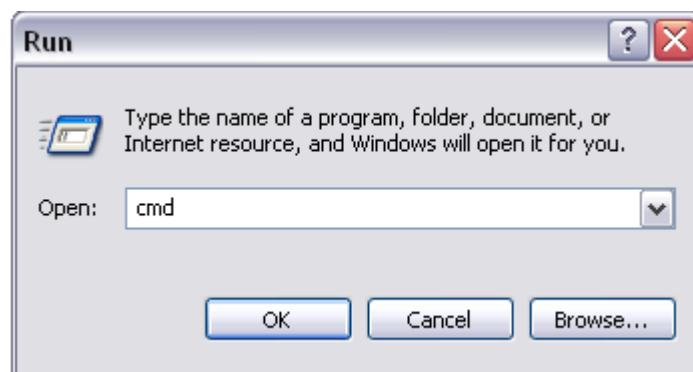 Run
Type the name of a program, folder, document, or
Internet resource, and Windows will open it for you.
Open: cmd
OK Cancel Browse...